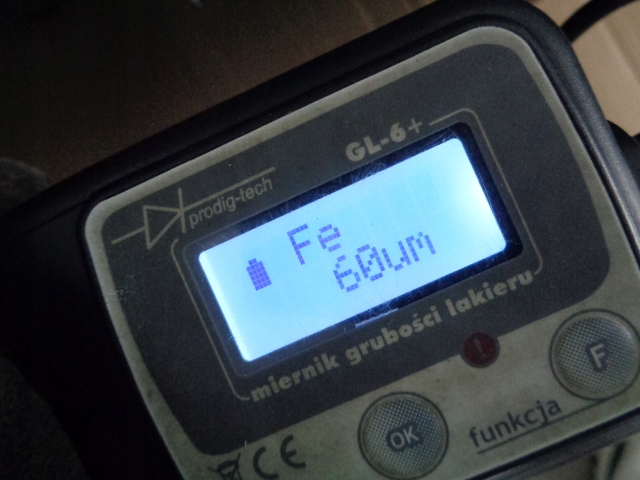 GL-6+
prodig-tech
Fe
60um
miernik grubości lakieru
!
F
OK
funkcja
CE